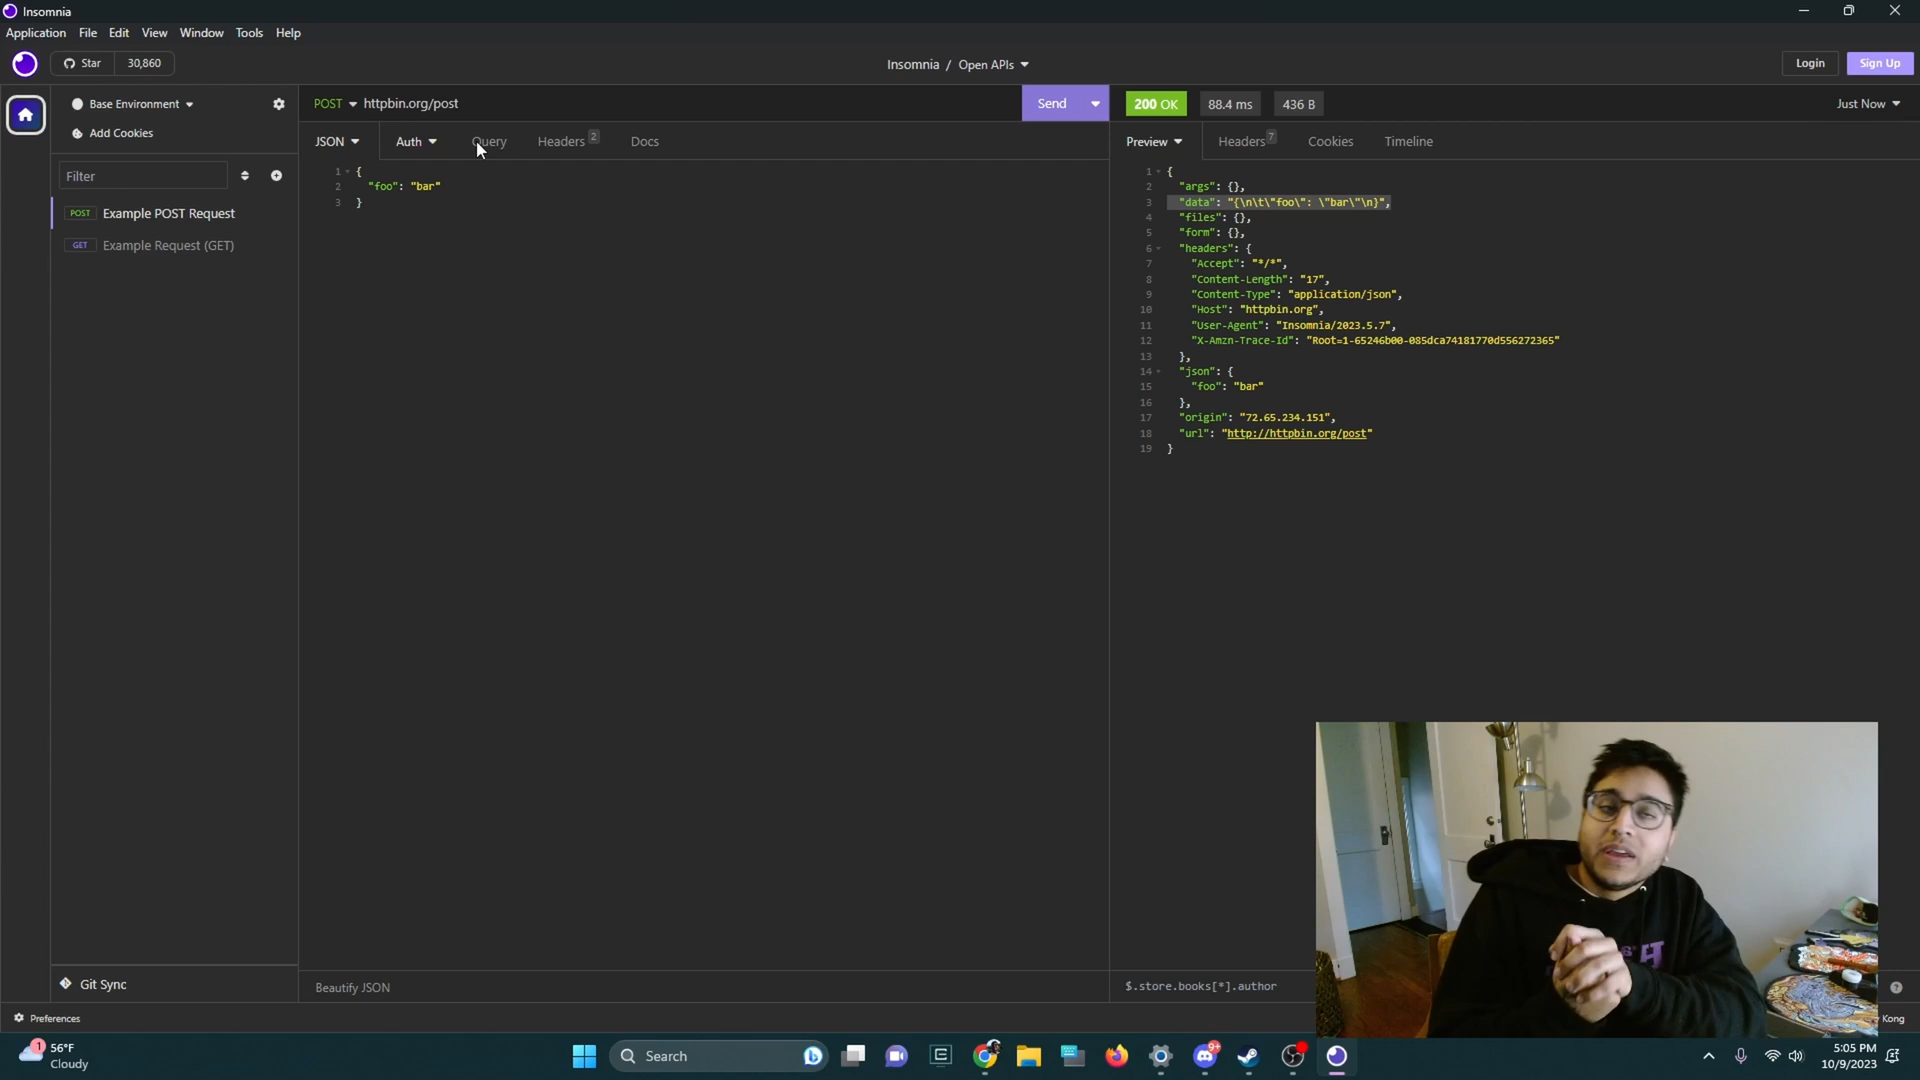 Insomnia
Application File Edit View Window Tools Help
Star 30,860
Insomnia / Open APIs
Login
Sign Up
Base Environment
Add Cookies
Filter
POST Example POST Request
GET Example Request (GET)
POST httpbin.org/post
Send
JSON Auth Query Headers 2 Docs
1 {
2 "foo": "bar"
3 }
200 OK 88.4 ms 436 B
Just Now
Preview Headers 7 Cookies Timeline
1 {
2 "args": {},
3 "data": "{\n\t\"foo\": \"bar\"\n}",
4 "files": {},
5 "form": {},
6 "headers": {
7 "Accept": "*/*",
8 "Content-Length": "17",
9 "Content-Type": "application/json",
10 "Host": "httpbin.org",
11 "User-Agent": "Insomnia/2023.5.7",
12 "X-Amzn-Trace-Id": "Root=1-65246b00-085dca74181770d556272365"
13 },
14 "json": {
15 "foo": "bar"
16 },
17 "origin": "72.65.234.151",
18 "url": "http://httpbin.org/post"
19 }
Git Sync
Beautify JSON
$.store.books[*].author
Preferences
Kong
1
56°F
Cloudy
Search
9+
5:05 PM
10/9/2023